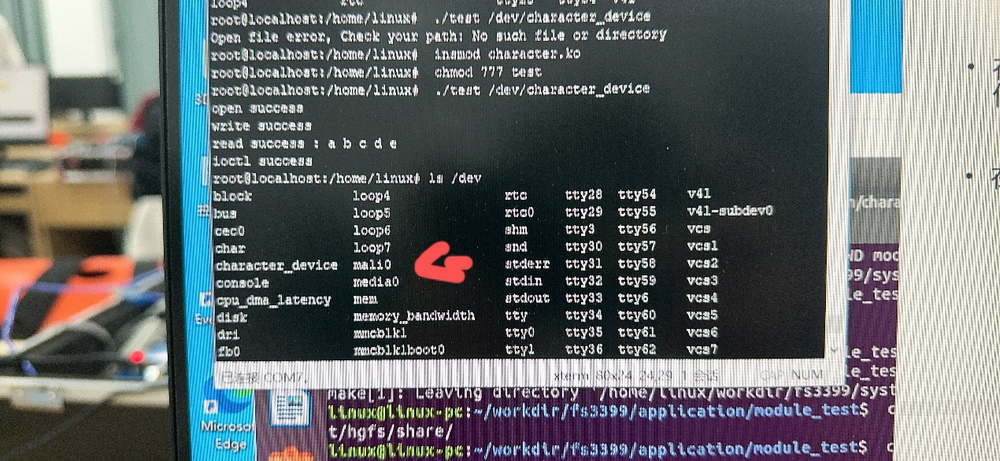 loop4
root@localhost:/home/linux# ./test /dev/character_device
Open file error, Check your path: No such file or directory
root@localhost:/home/linux# insmod character.ko
root@localhost:/home/linux# chmod 777 test
root@localhost:/home/linux# ./test /dev/character_device
open success
write success
read success : a b c d e
ioctl success
root@localhost:/home/linux# ls /dev
block loop4 rtc tty28 tty54 v4l
bus loop5 rtc0 tty29 tty55 v4l-subdev0
cec0 loop6 shm tty3 tty56 vcs
char loop7 snd tty30 tty57 vcs1
character_device mali0 stderr tty31 tty58 vcs2
console media0 stdin tty32 tty59 vcs3
cpu_dma_latency mem stdout tty33 tty6 vcs4
disk memory_bandwidth tty tty34 tty60 vcs5
dri mmcblk1 tty0 tty35 tty61 vcs6
fb0 mmcblk1boot0 tty1 tty36 tty62 vcs7
已连接 COM7. xterm 80x24 24,29 1 会话 CAP NUM
make[1]: Leaving directory '/home/linux/workdir/fs3399/syst
linux@linux-pc:~/workdir/fs3399/application/module_test$ c
t/hgfs/share/
linux@linux-pc:~/workdir/fs3399/application/module_test$ c
Microsof
Edge
/chara
ND mod
99/sys
le_tes
le_tes
le_tes